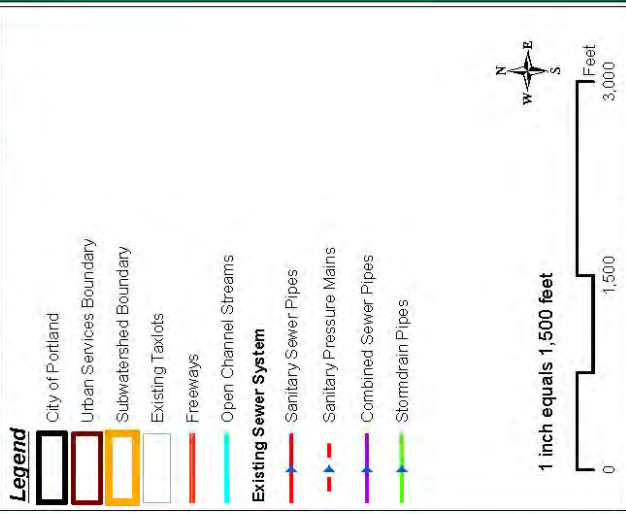 Legend
City of Portland
Urban Services Boundary
Subwatershed Boundary
Existing Taxlots
Freeways
Open Channel Streams
Existing Sewer System
Sanitary Sewer Pipes
Sanitary Pressure Mains
Combined Sewer Pipes
Stormdrain Pipes
N
W E
S
1 inch equals 1,500 feet
Feet
0 1,500 3,000